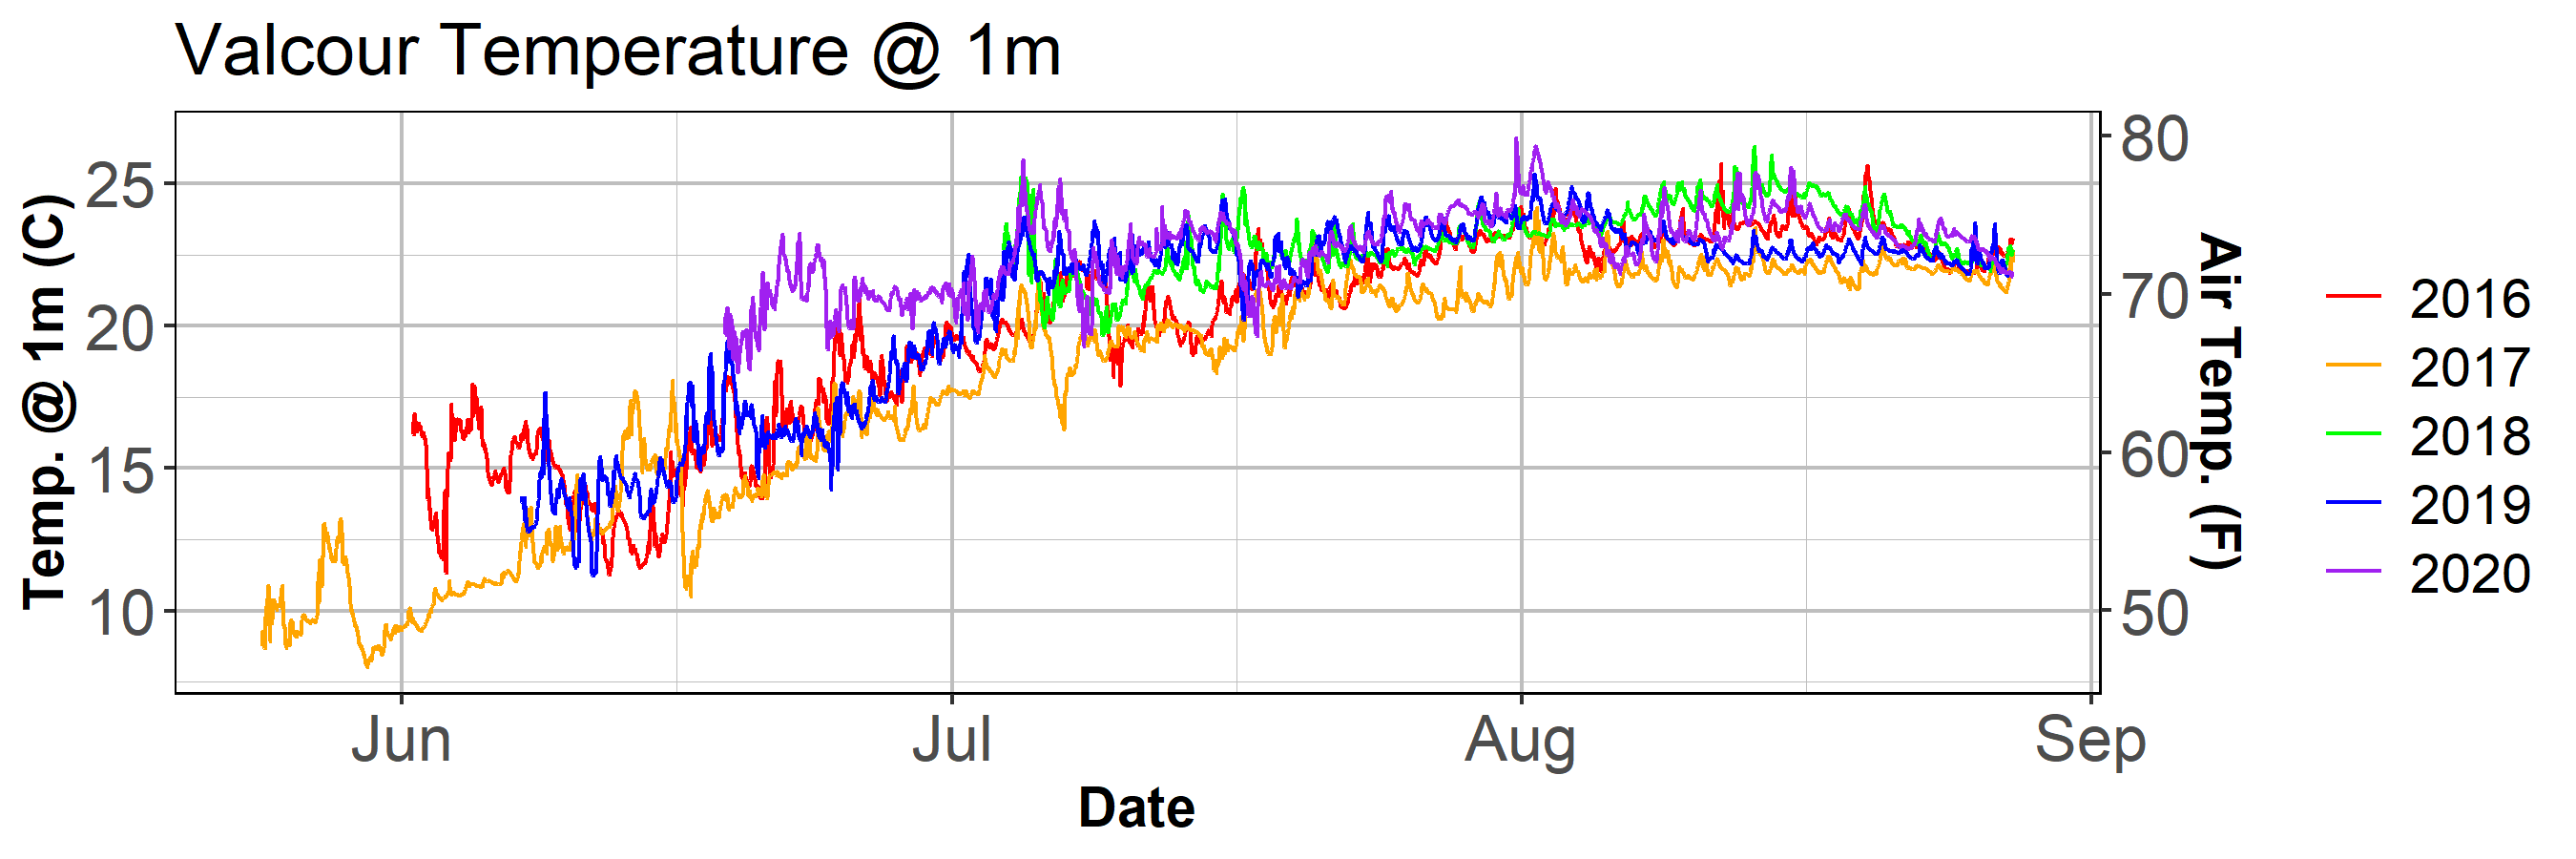 Valcour Temperature @ 1m
Temp. @ 1m (C)
25
20
15
10
80
70
60
50
Air Temp. (F)
Jun
Jul
Aug
Sep
Date
2016
2017
2018
2019
2020